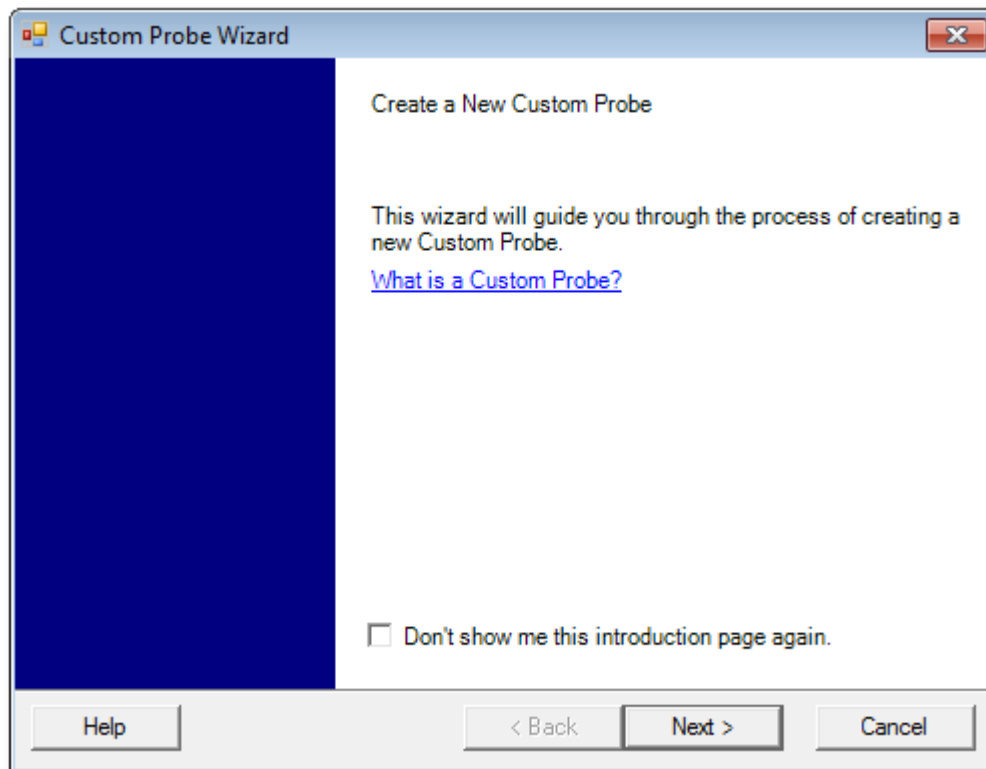 Custom Probe Wizard
Create a New Custom Probe
This wizard will guide you through the process of creating a
new Custom Probe.
What is a Custom Probe?
Don't show me this introduction page again.
Help
< Back
Next >
Cancel